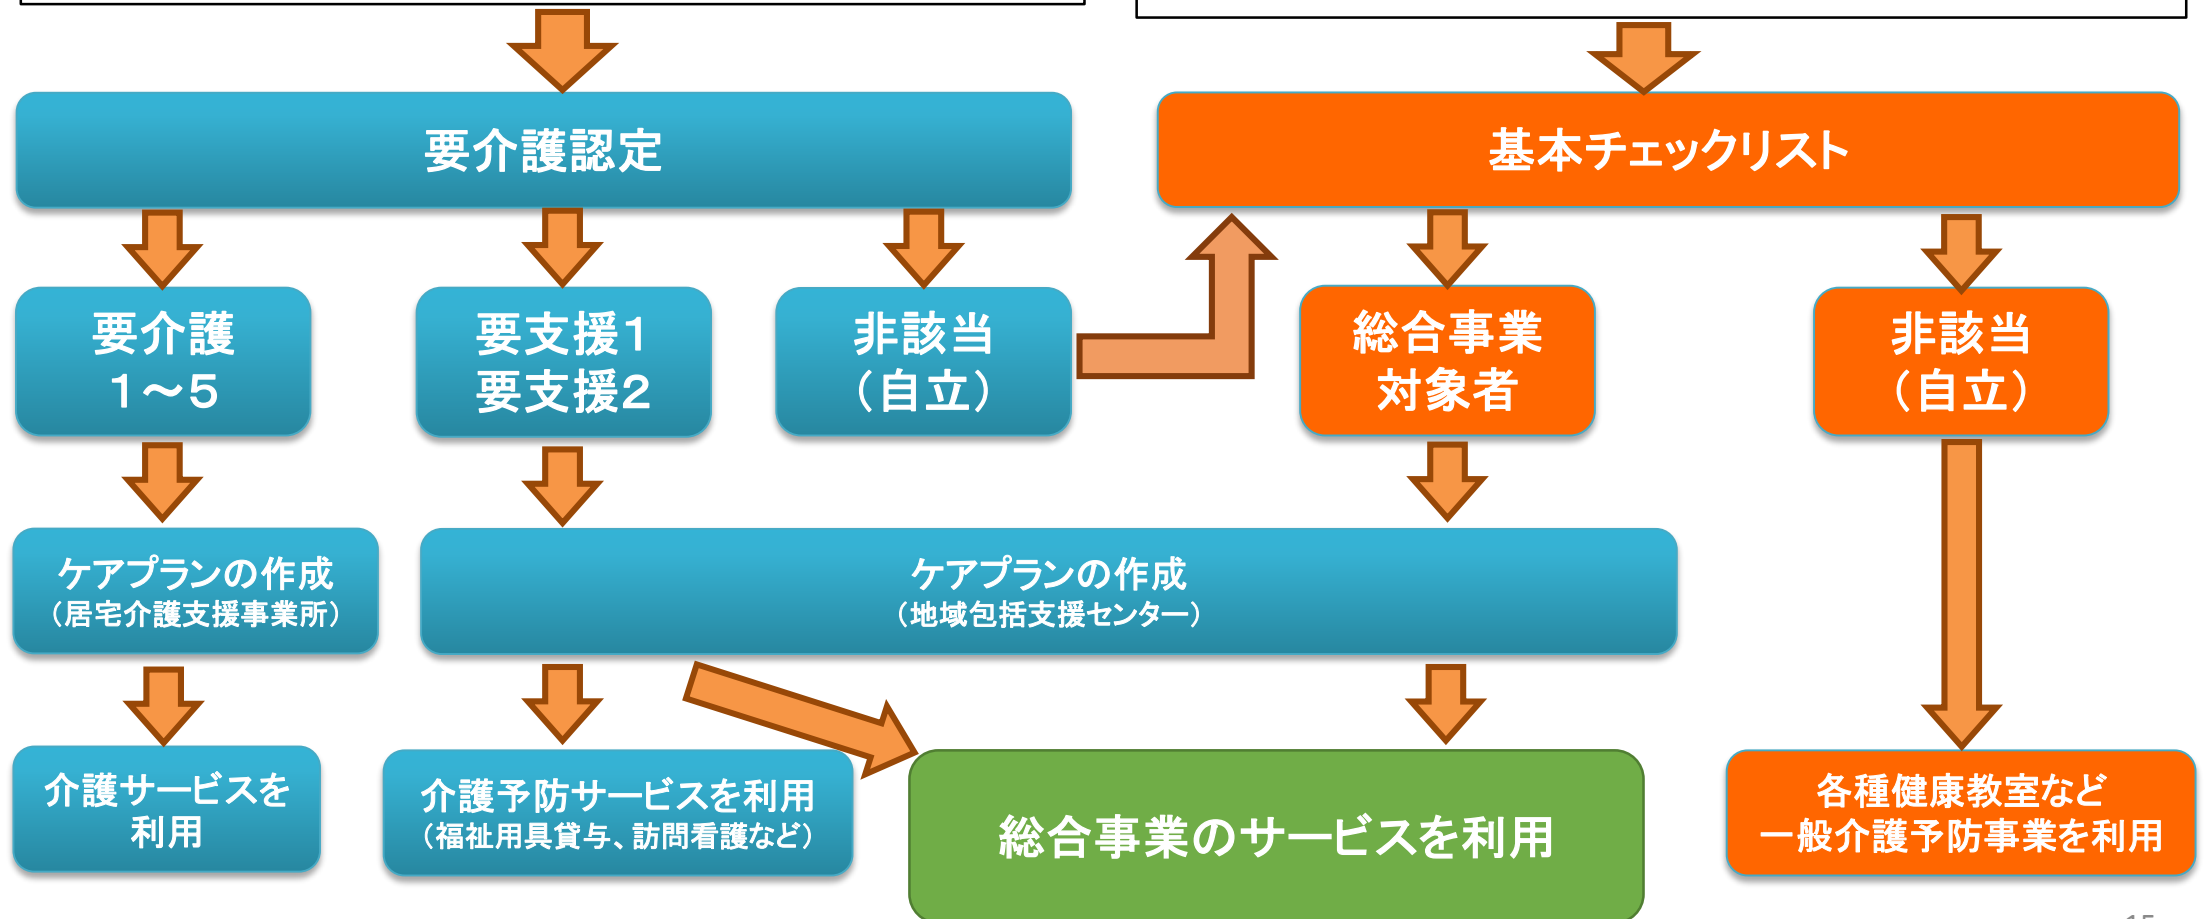 要介護認定
基本チェックリスト
要介護
１～５
要支援１
要支援２
非該当
（自立）
総合事業
対象者
非該当
（自立）
ケアプランの作成
（居宅介護支援事業所）
ケアプランの作成
（地域包括支援センター）
介護サービスを
利用
介護予防サービスを利用
（福祉用具貸与、訪問看護など）
総合事業のサービスを利用
各種健康教室など
一般介護予防事業を利用